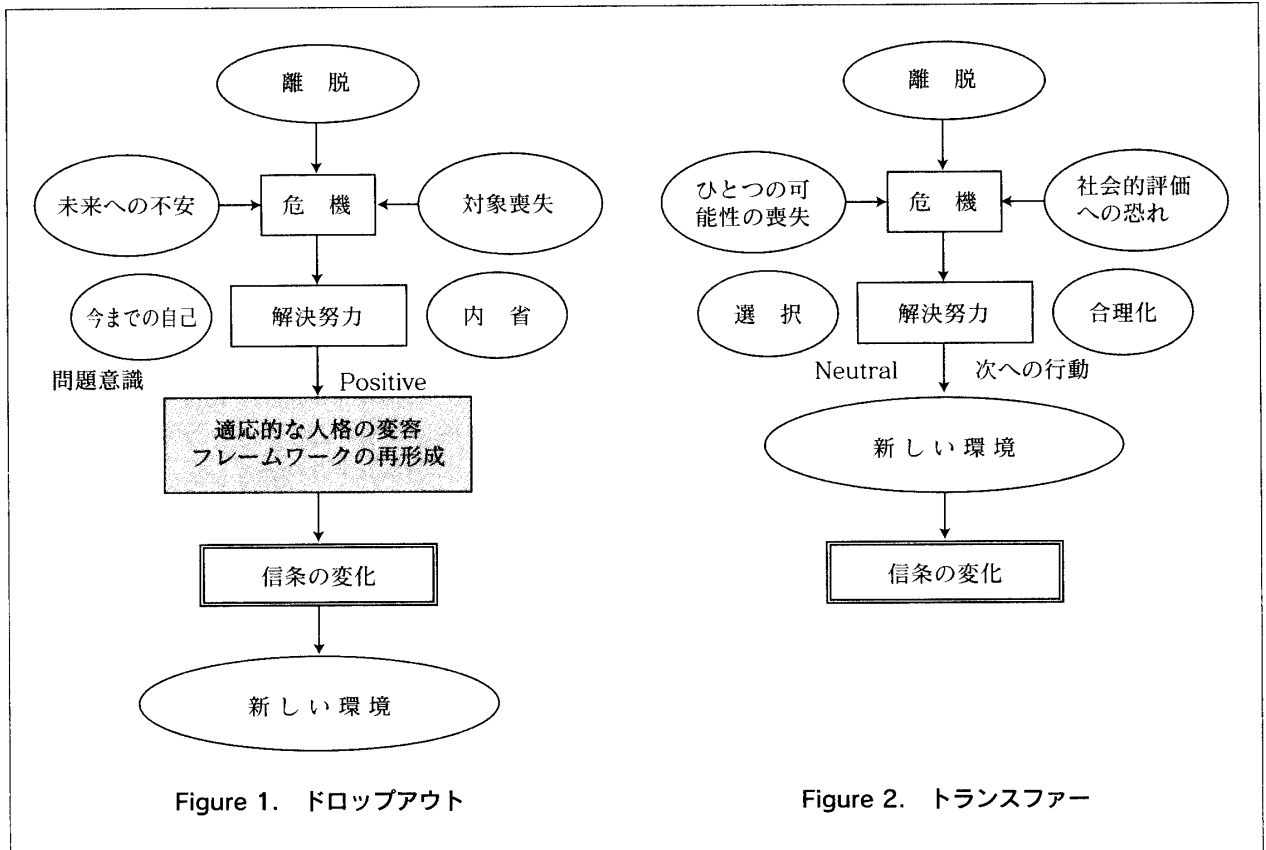 離 脱
未来への不安
危 機
対象喪失
今までの自己
解決努力
内 省
問題意識
Positive
適応的な人格の変容
フレームワークの再形成
信条の変化
新しい環境
Figure 1. ドロップアウト
離 脱
ひとつの可
能性の喪失
危 機
社会的評価
への恐れ
選 択
解決努力
合理化
Neutral
次への行動
新しい環境
信条の変化
Figure 2. トランスファー